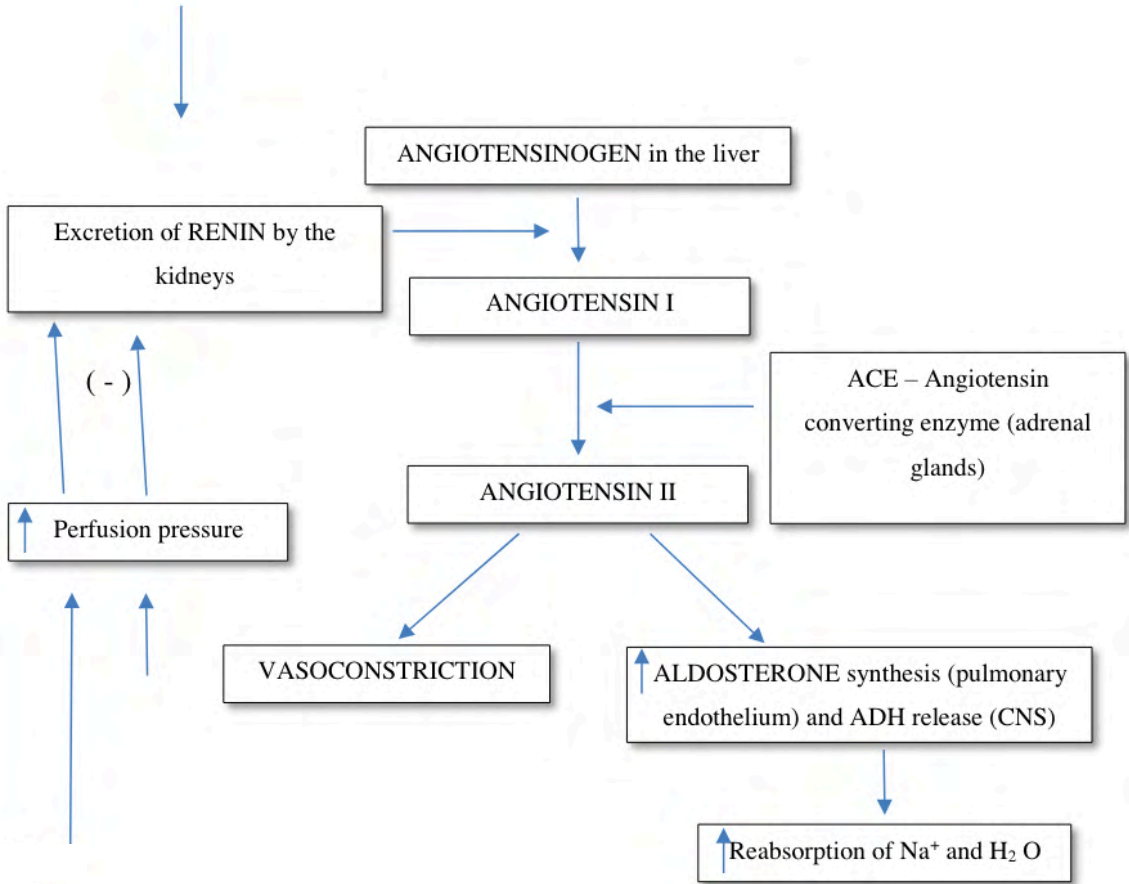 ANGIOTENSINOGEN in the liver
Excretion of RENIN by the
kidneys
ANGIOTENSIN I
( - )
ACE – Angiotensin
converting enzyme (adrenal
glands)
ANGIOTENSIN II
Perfusion pressure
VASOCONSTRICTION
ALDOSTERONE synthesis (pulmonary
endothelium) and ADH release (CNS)
Reabsorption of Na⁺ and H₂ O